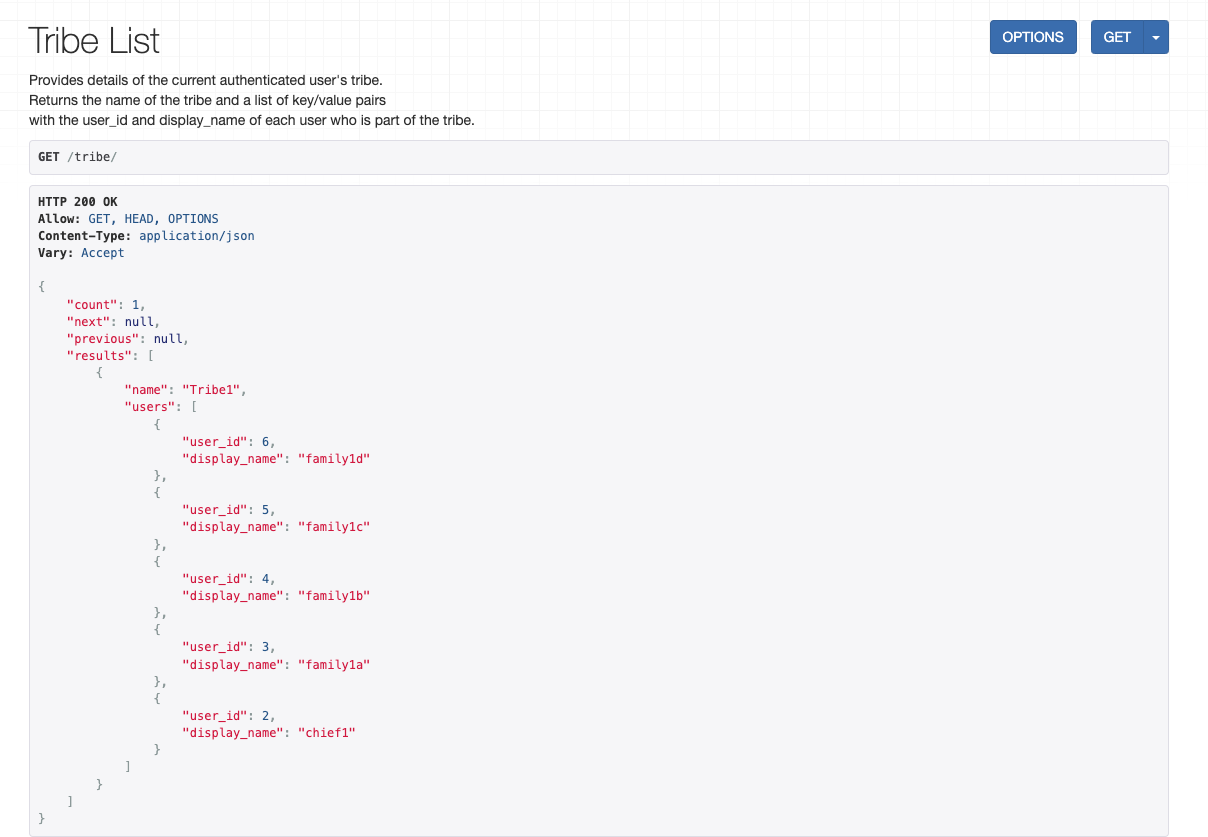 Tribe List
OPTIONS
GET
Provides details of the current authenticated user's tribe.
Returns the name of the tribe and a list of key/value pairs
with the user_id and display_name of each user who is part of the tribe.
GET /tribe/
HTTP 200 OK
Allow: GET, HEAD, OPTIONS
Content-Type: application/json
Vary: Accept
{
    "count": 1,
    "next": null,
    "previous": null,
    "results": [
        {
            "name": "Tribe1",
            "users": [
                {
                    "user_id": 6,
                    "display_name": "family1d"
                },
                {
                    "user_id": 5,
                    "display_name": "family1c"
                },
                {
                    "user_id": 4,
                    "display_name": "family1b"
                },
                {
                    "user_id": 3,
                    "display_name": "family1a"
                },
                {
                    "user_id": 2,
                    "display_name": "chief1"
                }
            ]
        }
    ]
}